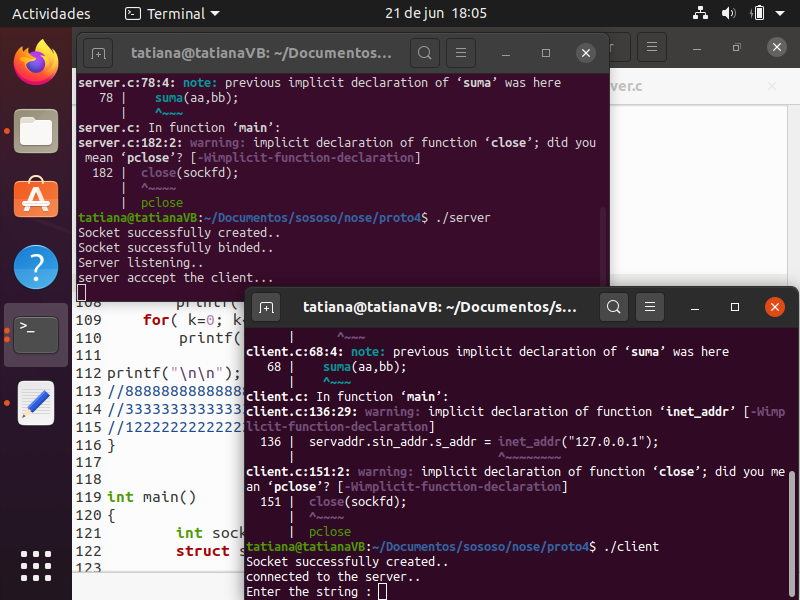 Actividades
Terminal
21 de jun 18:05
tatiana@tatianaVB: ~/Documentos...
server.c:78:4: note: previous implicit declaration of ‘suma’ was here
78 | suma(aa,bb);
| ^~~~
server.c: In function ‘main’:
server.c:182:2: warning: implicit declaration of function ‘close’; did you
mean ‘pclose’? [-Wimplicit-function-declaration]
182 | close(sockfd);
| ^~~~~
| pclose
tatiana@tatianaVB:~/Documentos/sososo/nose/proto4$ ./server
Socket successfully created..
Socket successfully binded..
Server listening..
server acccept the client...
ver.c
108 printf(
109 for( k=0; k
110 printf(
111
112 printf("\n\n");
113 //8888888888888
114 //3333333333333
115 //1222222222222
116 }
117
118
119 int main()
120 {
121 int sock
122 struct s
123
tatiana@tatianaVB: ~/Documentos/s...
| ^~~~
client.c:68:4: note: previous implicit declaration of ‘suma’ was here
68 | suma(aa,bb);
| ^~~~
client.c: In function ‘main’:
client.c:136:29: warning: implicit declaration of function ‘inet_addr’ [-Wimp
licit-function-declaration]
136 | servaddr.sin_addr.s_addr = inet_addr("127.0.0.1");
| ^~~~~~~~~
client.c:151:2: warning: implicit declaration of function ‘close’; did you me
an ‘pclose’? [-Wimplicit-function-declaration]
151 | close(sockfd);
| ^~~~~
| pclose
tatiana@tatianaVB:~/Documentos/sososo/nose/proto4$ ./client
Socket successfully created..
connected to the server..
Enter the string :